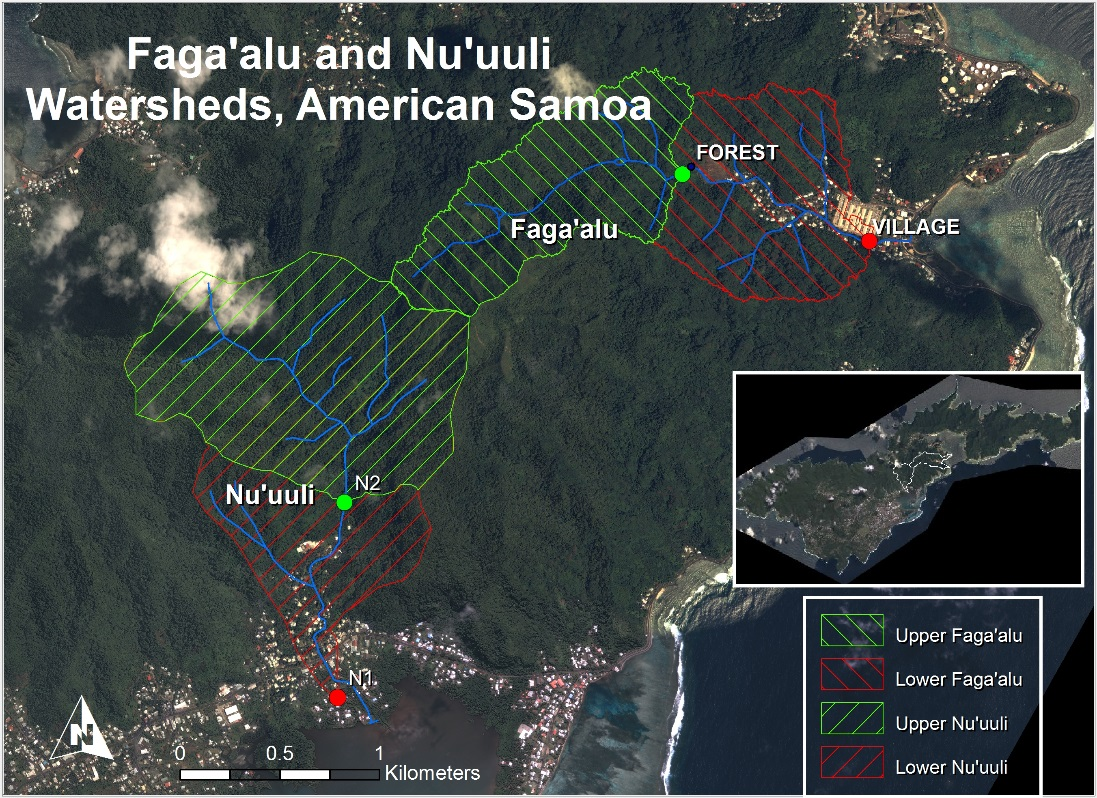 Faga'alu and Nu'uuli
Watersheds, American Samoa
FOREST
VILLAGE
Faga'alu
N2
Nu'uuli
N1
Upper Faga'alu
Lower Faga'alu
Upper Nu'uuli
Lower Nu'uuli
N
0 0.5 1
Kilometers